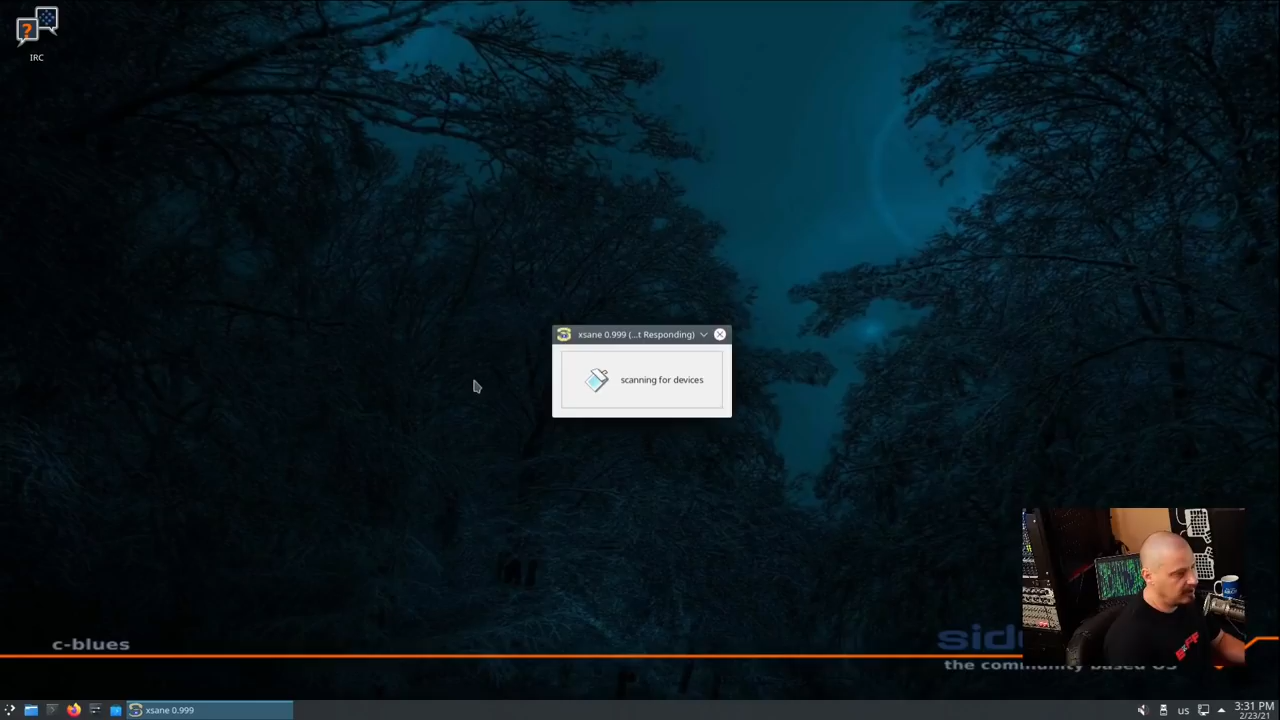 IRC
xsane 0.999 (...t Responding)
scanning for devices
c-blues
sid
the community based OS
xsane 0.999
us
3:31 PM
2/23/21